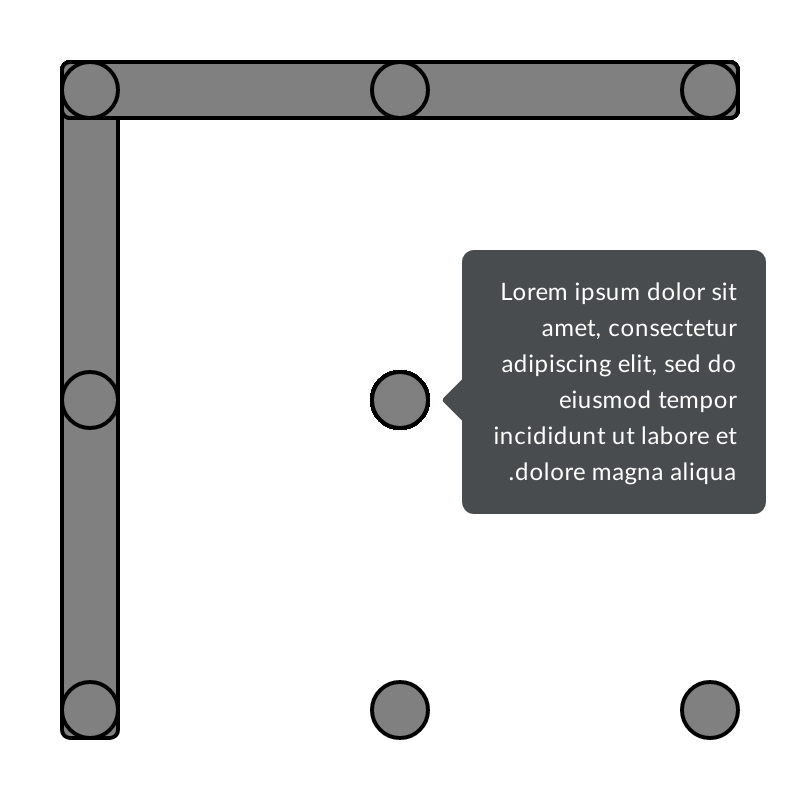 Lorem ipsum dolor sit
amet, consectetur
adipiscing elit, sed do
eiusmod tempor
incididunt ut labore et
.dolore magna aliqua